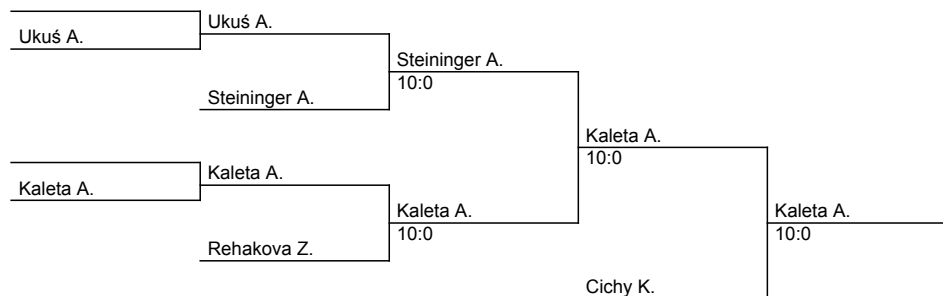 Ukuś A.
Ukuś A.
Steininger A.
10:0
Steininger A.
Kaleta A.
10:0
Kaleta A.
Kaleta A.
Kaleta A.
10:0
Kaleta A.
10:0
Rehakova Z.
Cichy K.